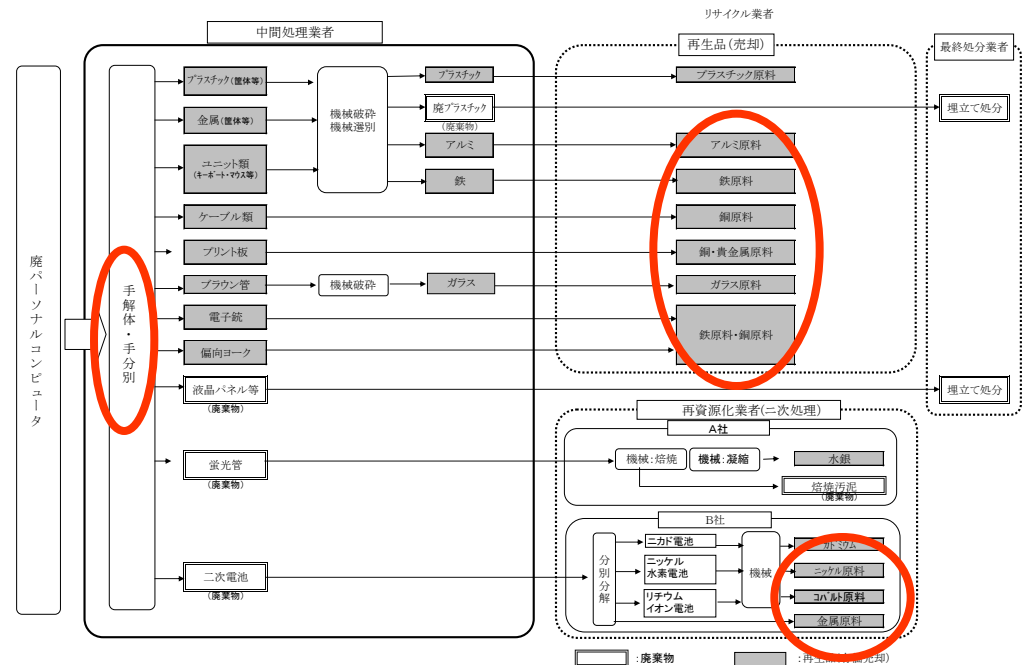 リサイクル業者
中間処理業者
再生品(売却)
最終処分業者
廃パーソナルコンピュータ
手解体・手分別
プラスチック(筐体等)
金属(筐体等)
ユニット類
(キーボート・マウス等)
ケーブル類
プリント板
ブラウン管
電子銃
偏向ヨーク
液晶パネル等
(廃棄物)
蛍光管
(廃棄物)
二次電池
(廃棄物)
機械破砕
機械選別
機械破砕
プラスチック
廃プラスチック
(廃棄物)
アルミ
鉄
ガラス
プラスチック原料
アルミ原料
鉄原料
銅原料
銅・貴金属原料
ガラス原料
鉄原料・銅原料
埋立て処分
埋立て処分
再資源化業者(二次処理)
A社
機械:焙焼
機械:凝縮
水銀
焙焼汚泥
(廃棄物)
B社
分別分解
ニカド電池
ニッケル
水素電池
リチウム
イオン電池
機械
カドミウム
ニッケル原料
コバルト原料
金属原料
:廃棄物
:再生品(有価売却)